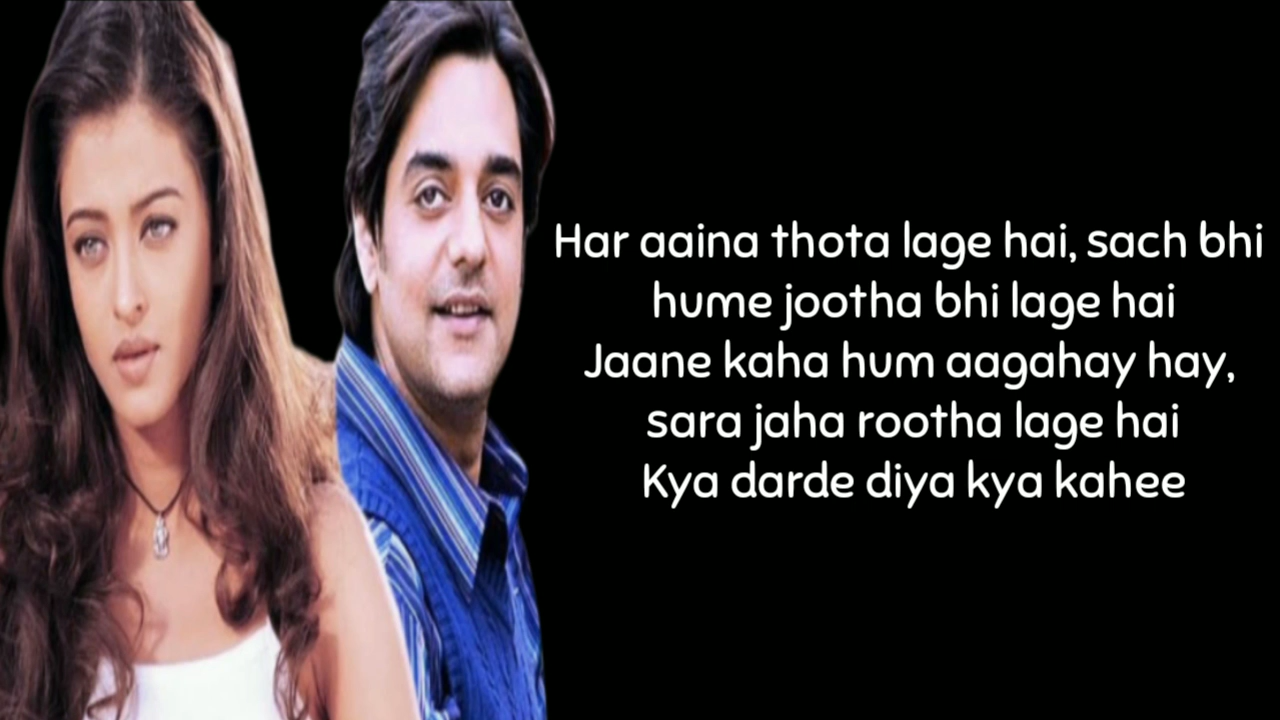 Har aaina thota lage hai, sach bhi
hume jootha bhi lage hai
Jaane kaha hum aagahay hay,
sara jaha rootha lage hai
Kya darde diya kya kahee